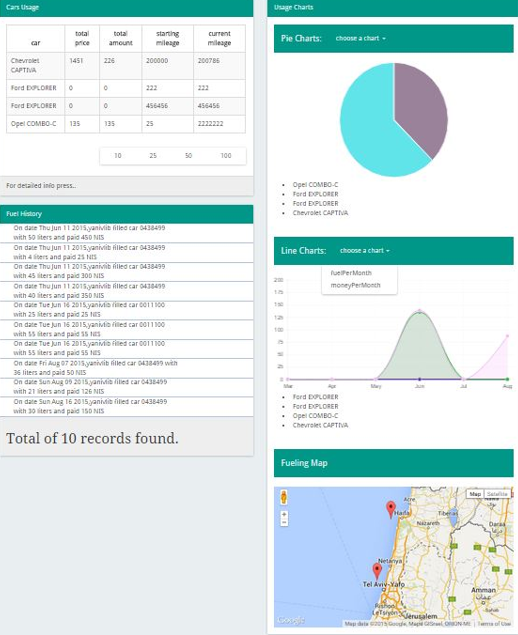 Cars Usage
car
total
price
total
amount
starting
mileage
current
mileage
Chevrolet
CAPTIVA
1451
226
200000
200786
Ford EXPLORER
0
0
222
222
Ford EXPLORER
0
0
456456
456456
Opel COMBO-C
135
135
25
2222222
10
25
50
100
For detailed info press..
Fuel History
On date Thu Jun 11 2015,yanivlib filled car 0438499
with 50 liters and paid 450 NIS
On date Thu Jun 11 2015,yanivlib filled car 0438499
with 4 liters and paid 25 NIS
On date Thu Jun 11 2015,yanivlib filled car 0438499
with 45 liters and paid 300 NIS
On date Thu Jun 11 2015,yanivlib filled car 0438499
with 40 liters and paid 350 NIS
On date Tue Jun 16 2015,yanivlib filled car 0011100
with 25 liters and paid 25 NIS
On date Tue Jun 16 2015,yanivlib filled car 0011100
with 55 liters and paid 55 NIS
On date Tue Jun 16 2015,yanivlib filled car 0011100
with 55 liters and paid 55 NIS
On date Fri Aug 07 2015,yanivlib filled car 0438499 with
36 liters and paid 50 NIS
On date Sun Aug 09 2015,yanivlib filled car 0438499
with 21 liters and paid 126 NIS
On date Sun Aug 16 2015,yanivlib filled car 0438499
with 30 liters and paid 150 NIS
Total of 10 records found.
Usage Charts
Pie Charts: choose a chart
Opel COMBO-C
Ford EXPLORER
Ford EXPLORER
Chevrolet CAPTIVA
Line Charts: choose a chart
fuelPerMonth
moneyPerMonth
200
175
150
125
100
75
50
25
0
Mar Apr May Jun Jul Aug
Ford EXPLORER
Ford EXPLORER
Opel COMBO-C
Chevrolet CAPTIVA
Fueling Map
Map Satellite
Acre
Haifa
Tiberias
Nazareth
Daraa
Netanya
Tel Aviv-Yafo
Amman
Rishon
LeTsiyon
Jerusalem
Google
Map data ©2015 Google, Mapa GISrael, ORION-ME Terms of Use